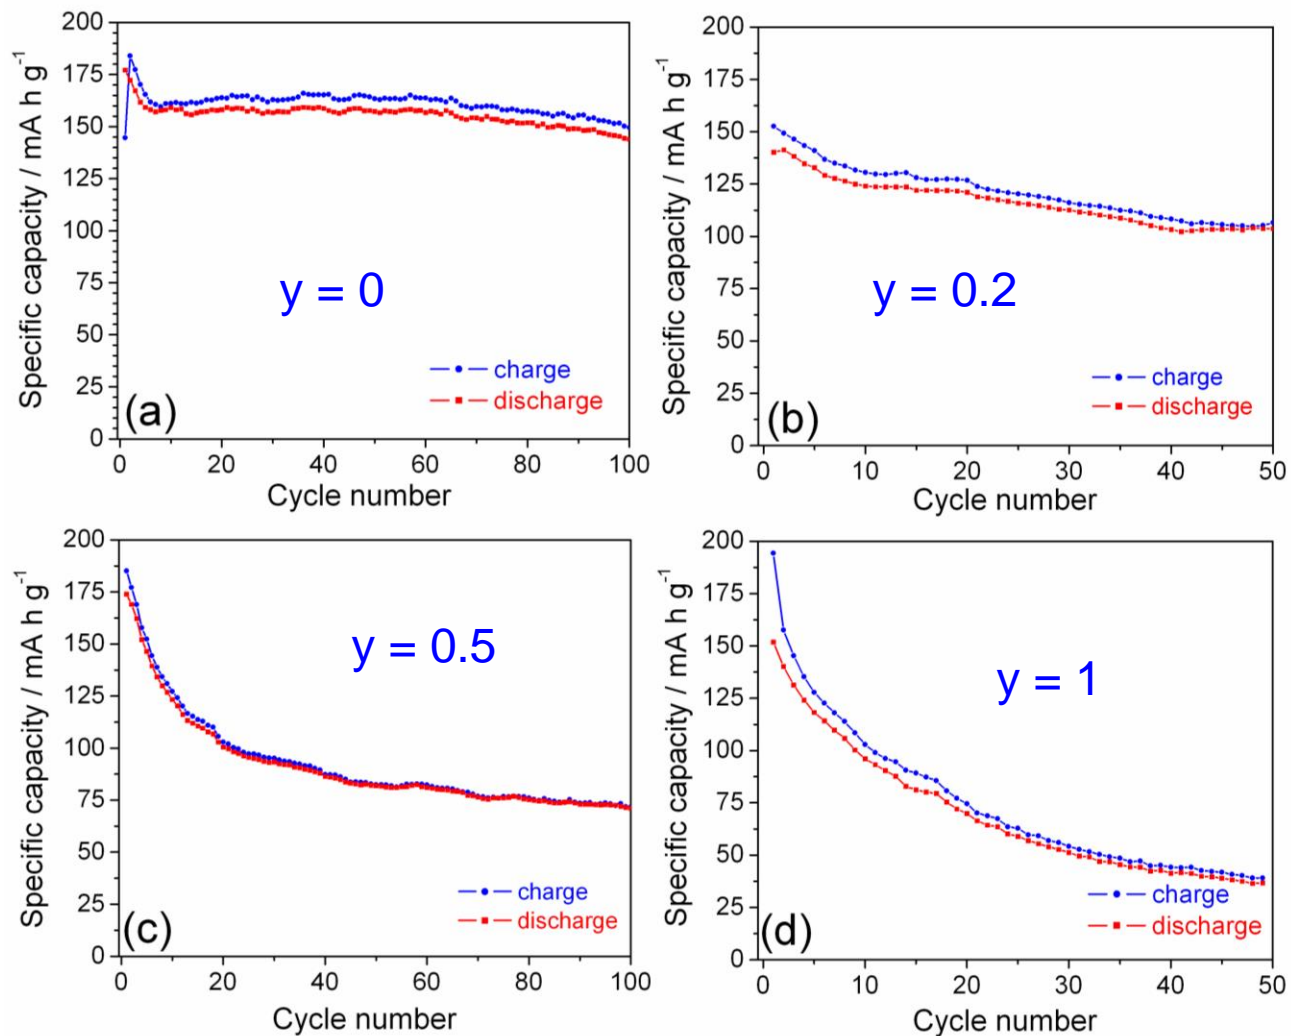 Specific capacity / mA h g⁻¹
200
175
150
125
100
75
50
25
0
y = 0
charge
discharge
(a)
0 20 40 60 80 100
Cycle number
Specific capacity / mA h g⁻¹
200
175
150
125
100
75
50
25
0
y = 0.2
charge
discharge
(b)
0 10 20 30 40 50
Cycle number
Specific capacity / mA h g⁻¹
200
175
150
125
100
75
50
25
0
y = 0.5
charge
discharge
(c)
0 20 40 60 80 100
Cycle number
Specific capacity / mA h g⁻¹
200
175
150
125
100
75
50
25
0
y = 1
charge
discharge
(d)
0 10 20 30 40 50
Cycle number